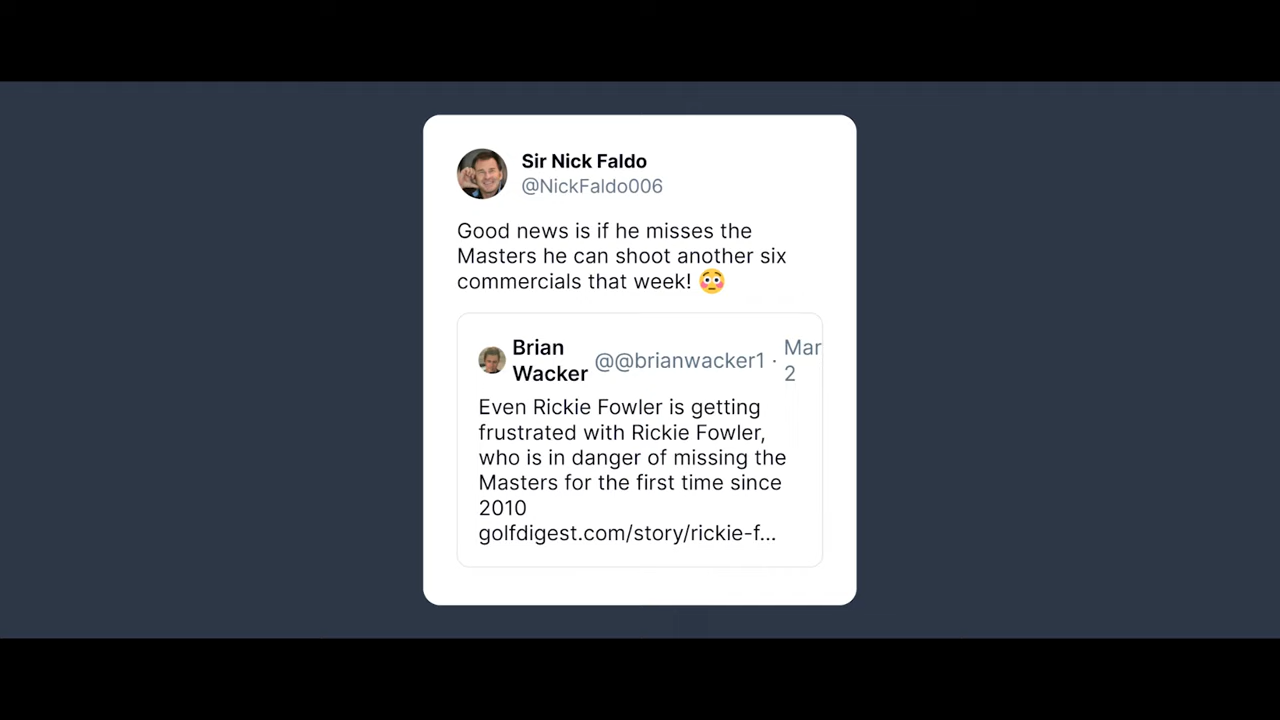 Sir Nick Faldo
@NickFaldo006
Good news is if he misses the
Masters he can shoot another six
commercials that week! 😳
Brian
Wacker
@@brianwacker1 · Mar
2
Even Rickie Fowler is getting
frustrated with Rickie Fowler,
who is in danger of missing the
Masters for the first time since
2010
golfdigest.com/story/rickie-f...